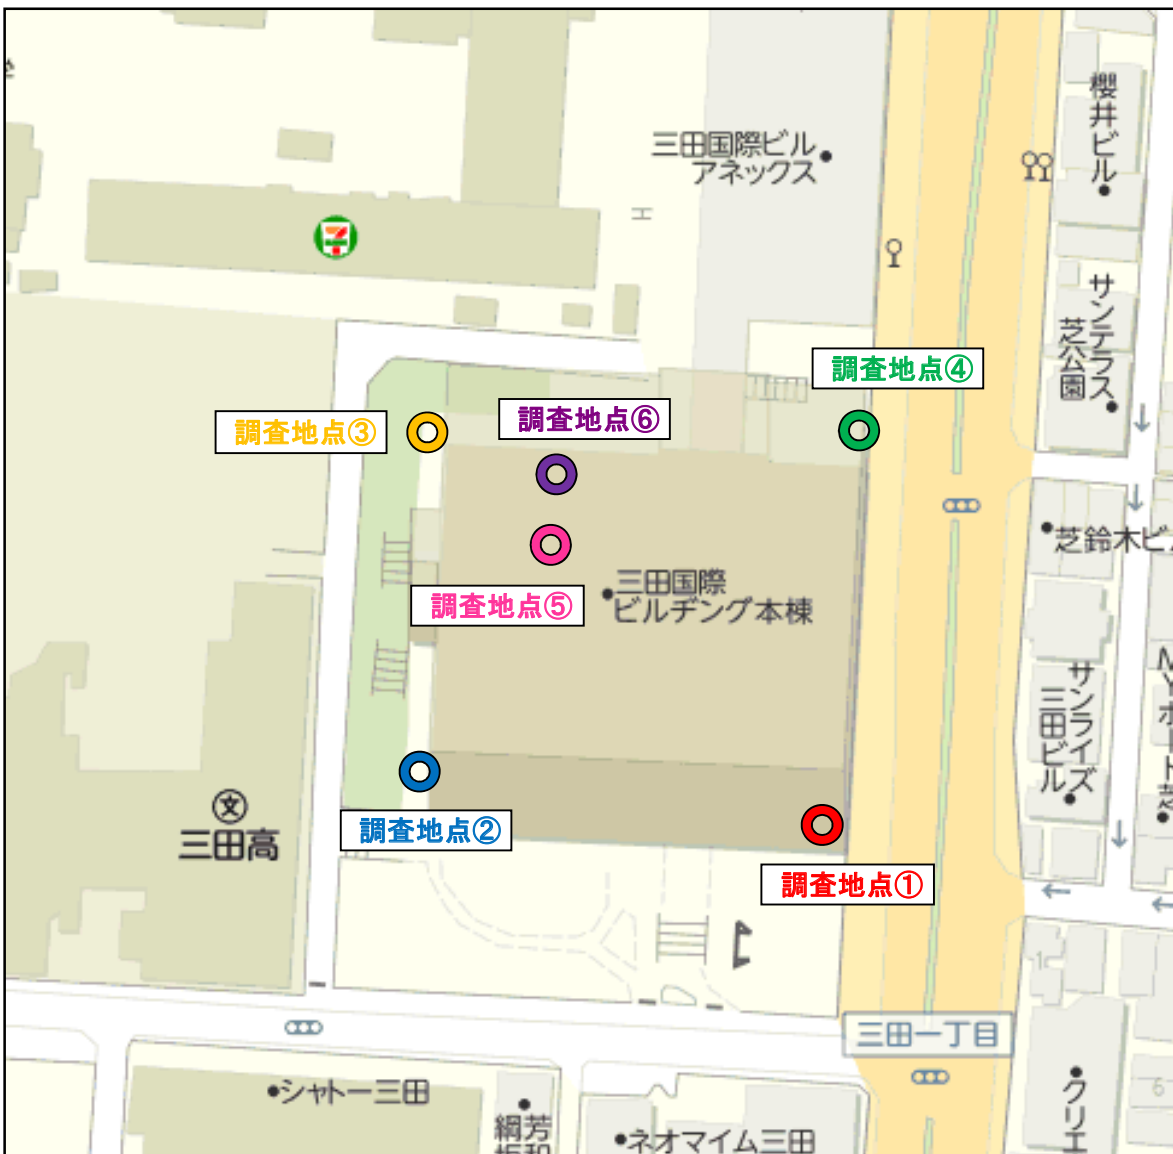 櫻井ビル
三田国際ビル
アネックス
サンテラス
芝公園
調査地点④
調査地点③
調査地点⑥
芝鈴木ビ
三田国際
ビルヂング本棟
調査地点⑤
サンライズ
三田ビル
文
三田高
調査地点②
調査地点①
三田一丁目
シャトー三田
クリエ
6
ネオマイム三田